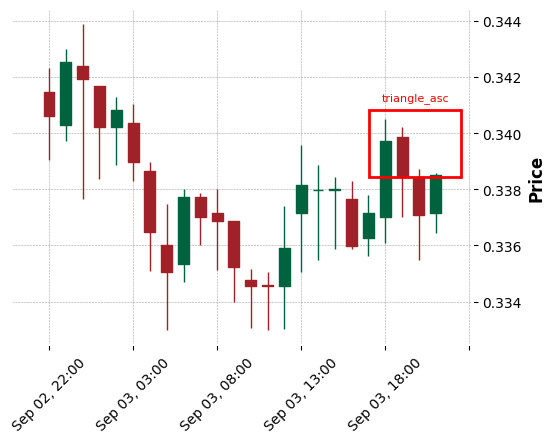 triangle_asc
0.344
0.342
0.340
0.338
0.336
0.334
Price
Sep 02, 22:00
Sep 03, 03:00
Sep 03, 08:00
Sep 03, 13:00
Sep 03, 18:00